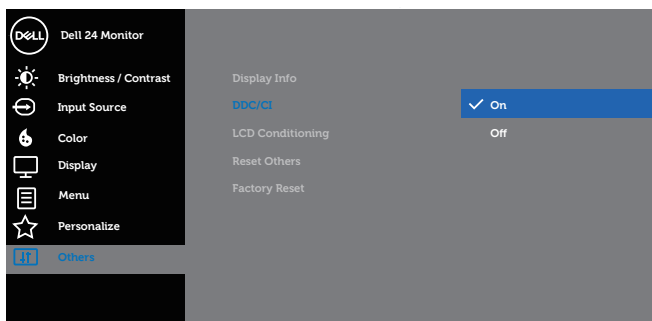 DELL Dell 24 Monitor
Brightness / Contrast
Input Source
Color
Display
Menu
Personalize
Others
Display Info
DDC/CI
LCD Conditioning
Reset Others
Factory Reset
On
Off